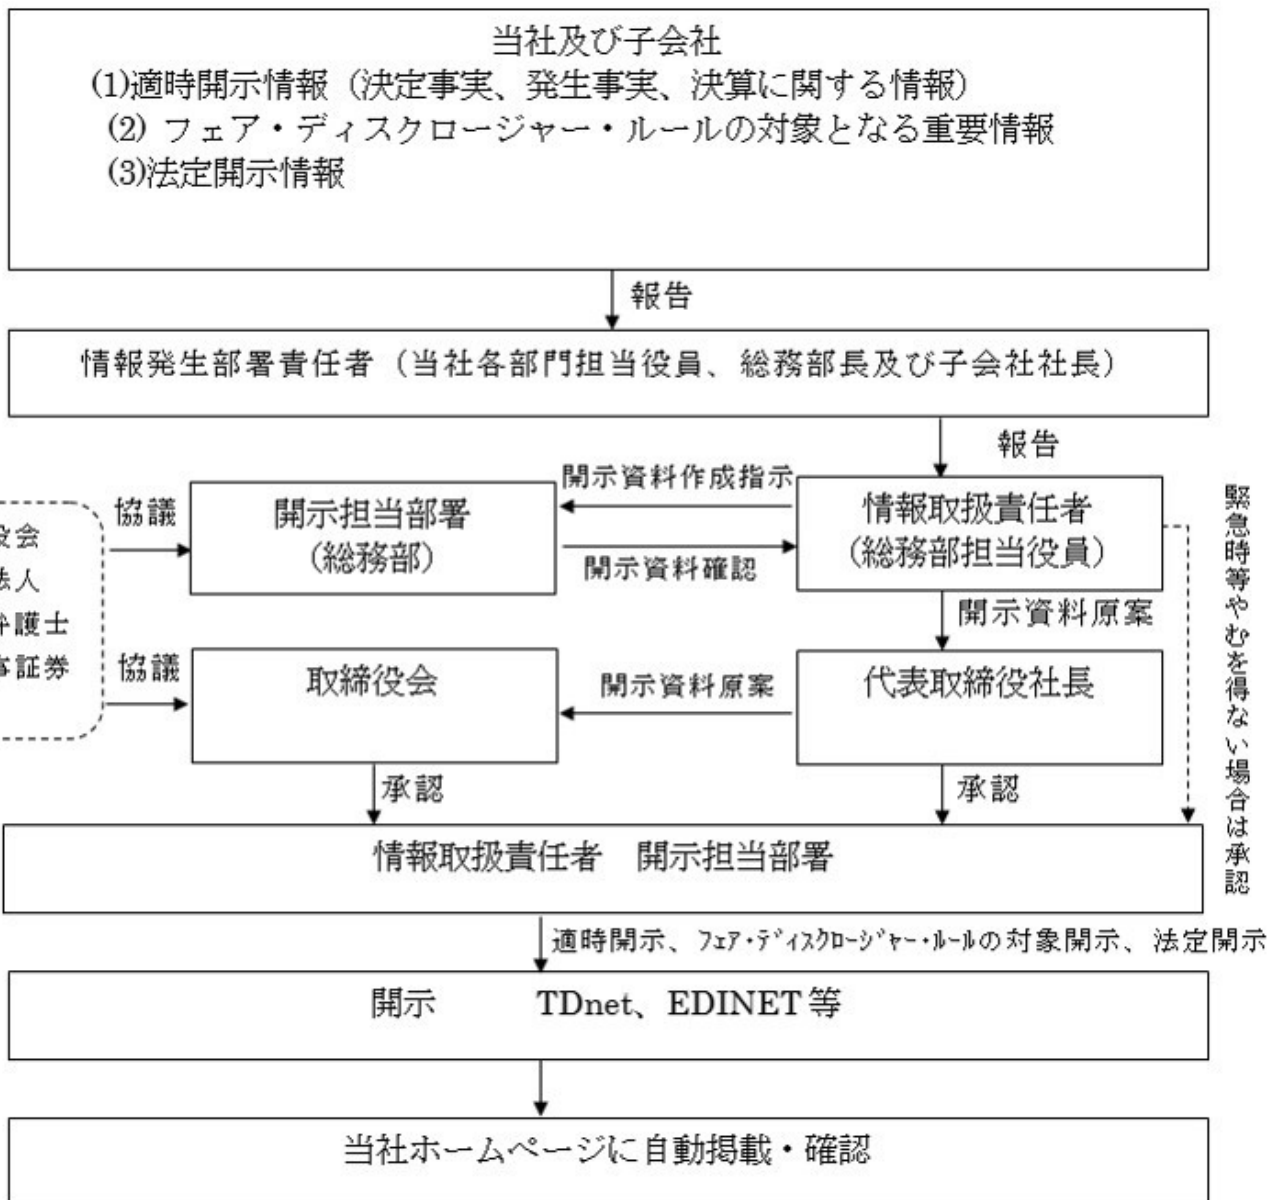 当社及び子会社
(1)適時開示情報（決定事実、発生事実、決算に関する情報）
(2) フェア・ディスクロージャー・ルールの対象となる重要情報
(3)法定開示情報
報告
情報発生部署責任者（当社各部門担当役員、総務部長及び子会社社長）
報告
開示資料作成指示
協議
開示担当部署
(総務部)
情報取扱責任者
(総務部担当役員)
開示資料確認
役会
法人
弁護士
証券
開示資料原案
協議
取締役会
開示資料原案
代表取締役社長
緊急時等やむを得ない場合は承認
承認
承認
情報取扱責任者　開示担当部署
適時開示、ﾌｪｱ・ﾃﾞｨｽｸﾛｰｼﾞｬｰ・ﾙｰﾙの対象開示、法定開示
開示　TDnet、EDINET 等
当社ホームページに自動掲載・確認